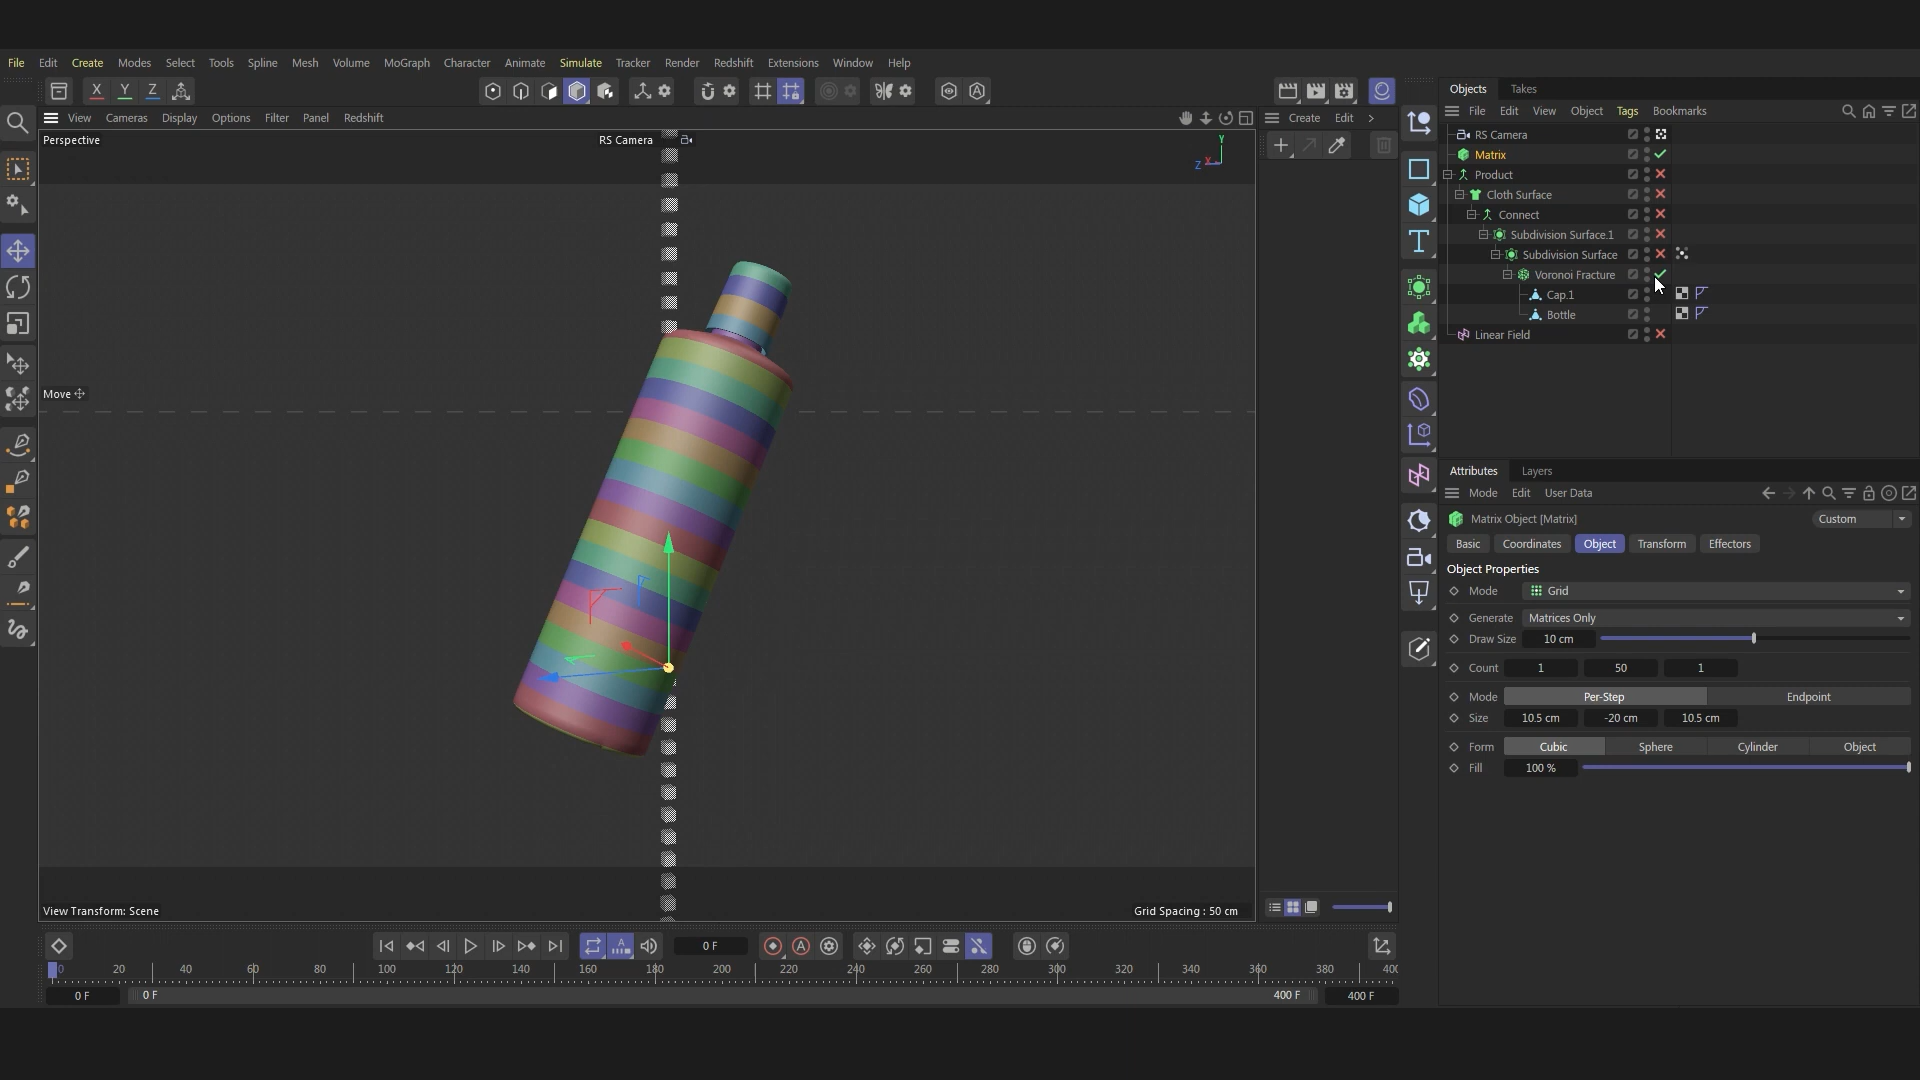 File Edit Create Modes Select Tools Spline Mesh Volume MoGraph Character Animate Simulate Tracker Render Redshift Extensions Window Help
X Y Z
View Cameras Display Options Filter Panel Redshift
Perspective
RS Camera
Y
Z X
Move
View Transform: Scene
Grid Spacing : 50 cm
Create Edit
Objects Takes
File Edit View Object Tags Bookmarks
RS Camera
Matrix
Product
Cloth Surface
Connect
Subdivision Surface.1
Subdivision Surface
Voronoi Fracture
Cap.1
Bottle
Linear Field
Attributes Layers
Mode Edit User Data
Matrix Object [Matrix]
Custom
Basic Coordinates Object Transform Effectors
Object Properties
Mode Grid
Generate Matrices Only
Draw Size 10 cm
Count 1 50 1
Mode Per-Step Endpoint
Size 10.5 cm -20 cm 10.5 cm
Form Cubic Sphere Cylinder Object
Fill 100 %
0 F
0 20 40 60 80 100 120 140 160 180 200 220 240 260 280 300 320 340 360 380 400
0 F 0 F 400 F 400 F